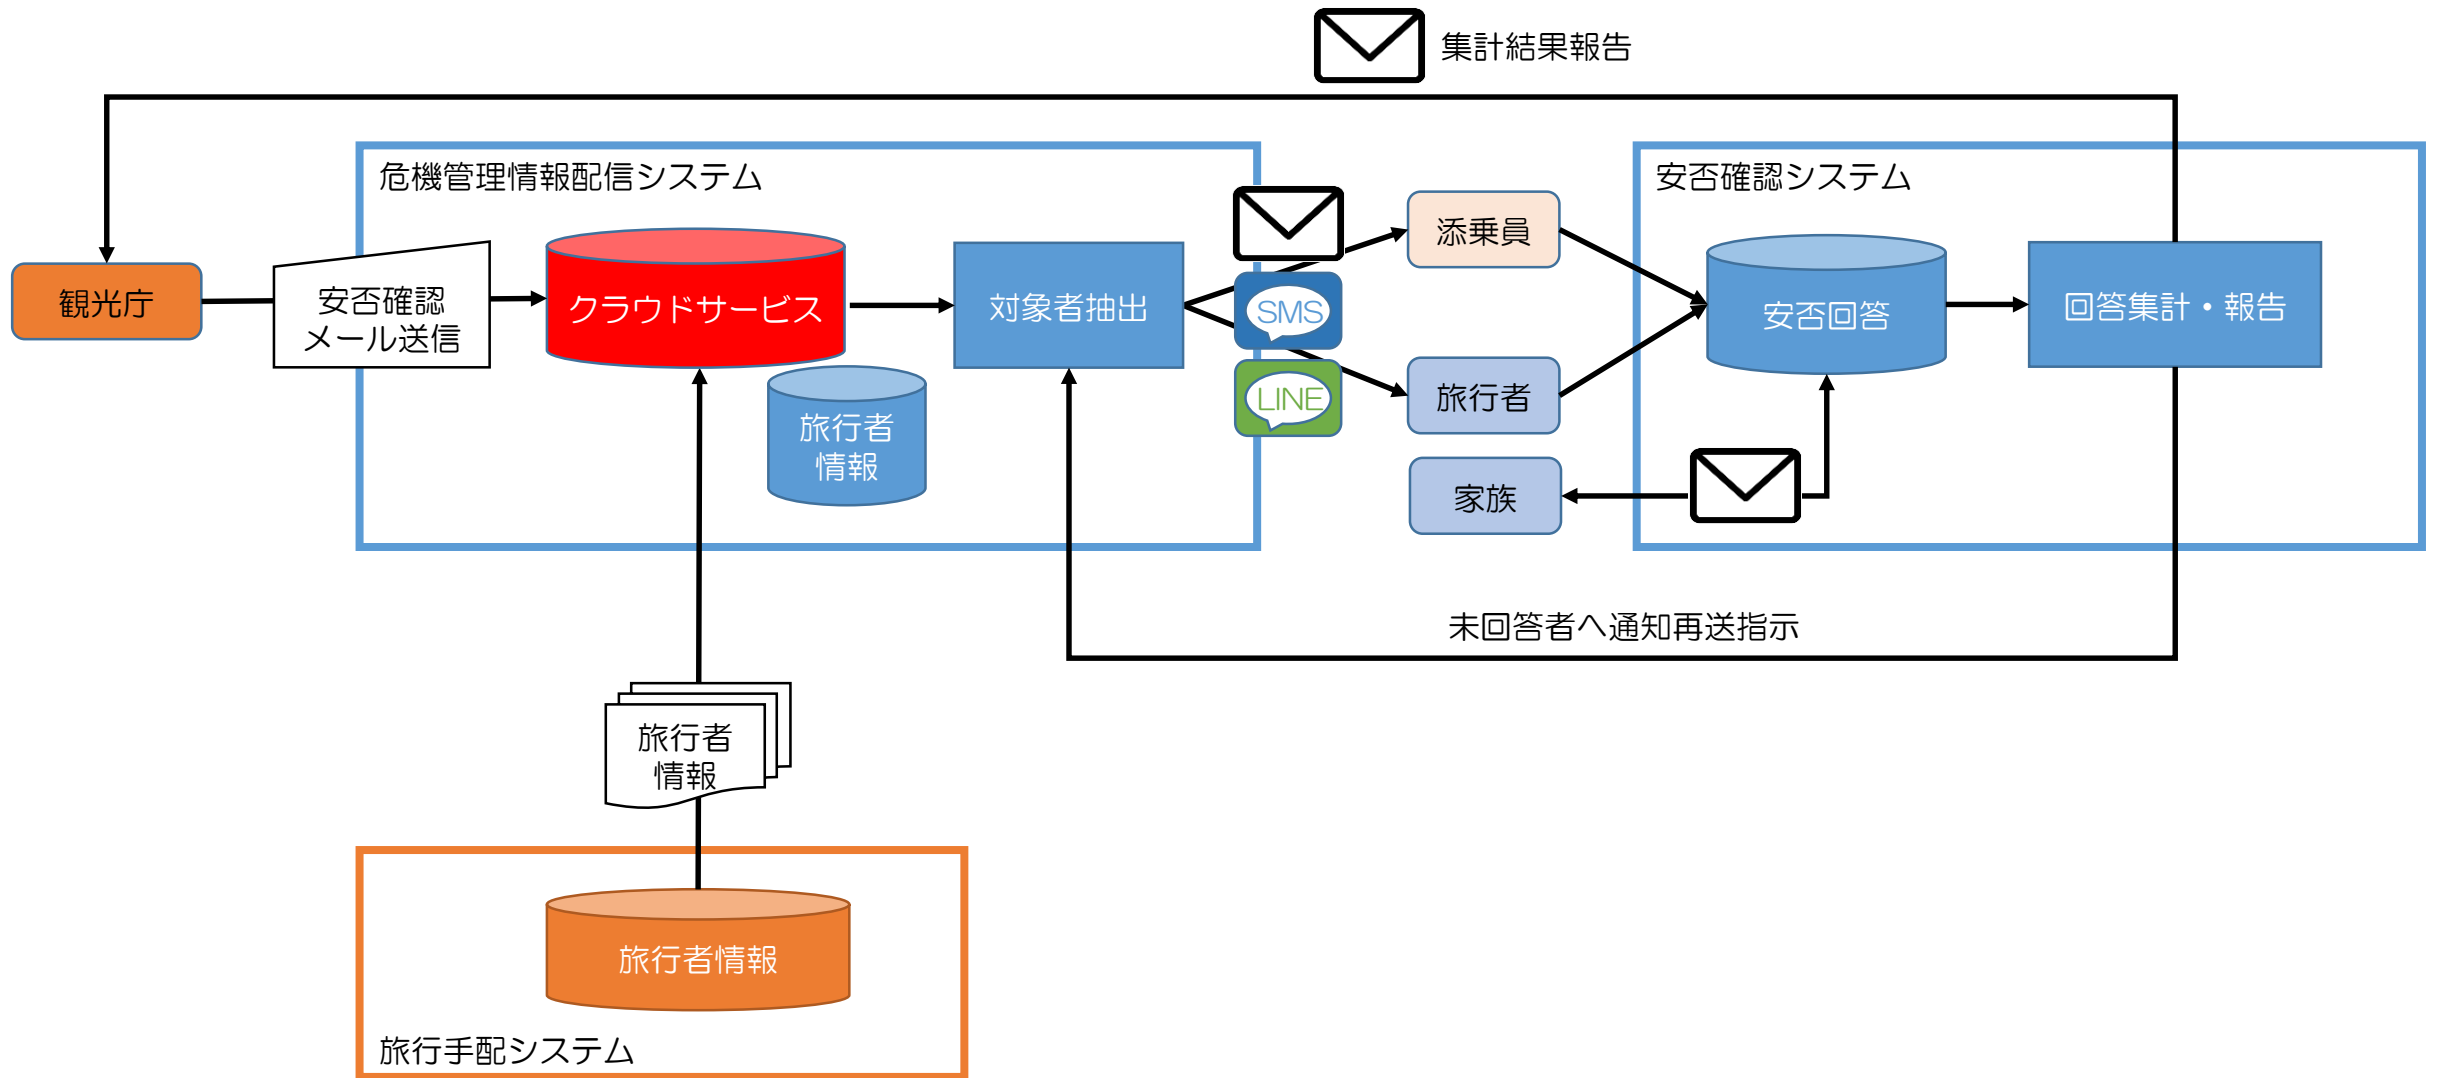 集計結果報告
危機管理情報配信システム
安否確認システム
観光庁
安否確認
メール送信
クラウドサービス
対象者抽出
SMS
LINE
添乗員
旅行者
家族
安否回答
回答集計・報告
旅行者
情報
未回答者へ通知再送指示
旅行者
情報
旅行者情報
旅行手配システム